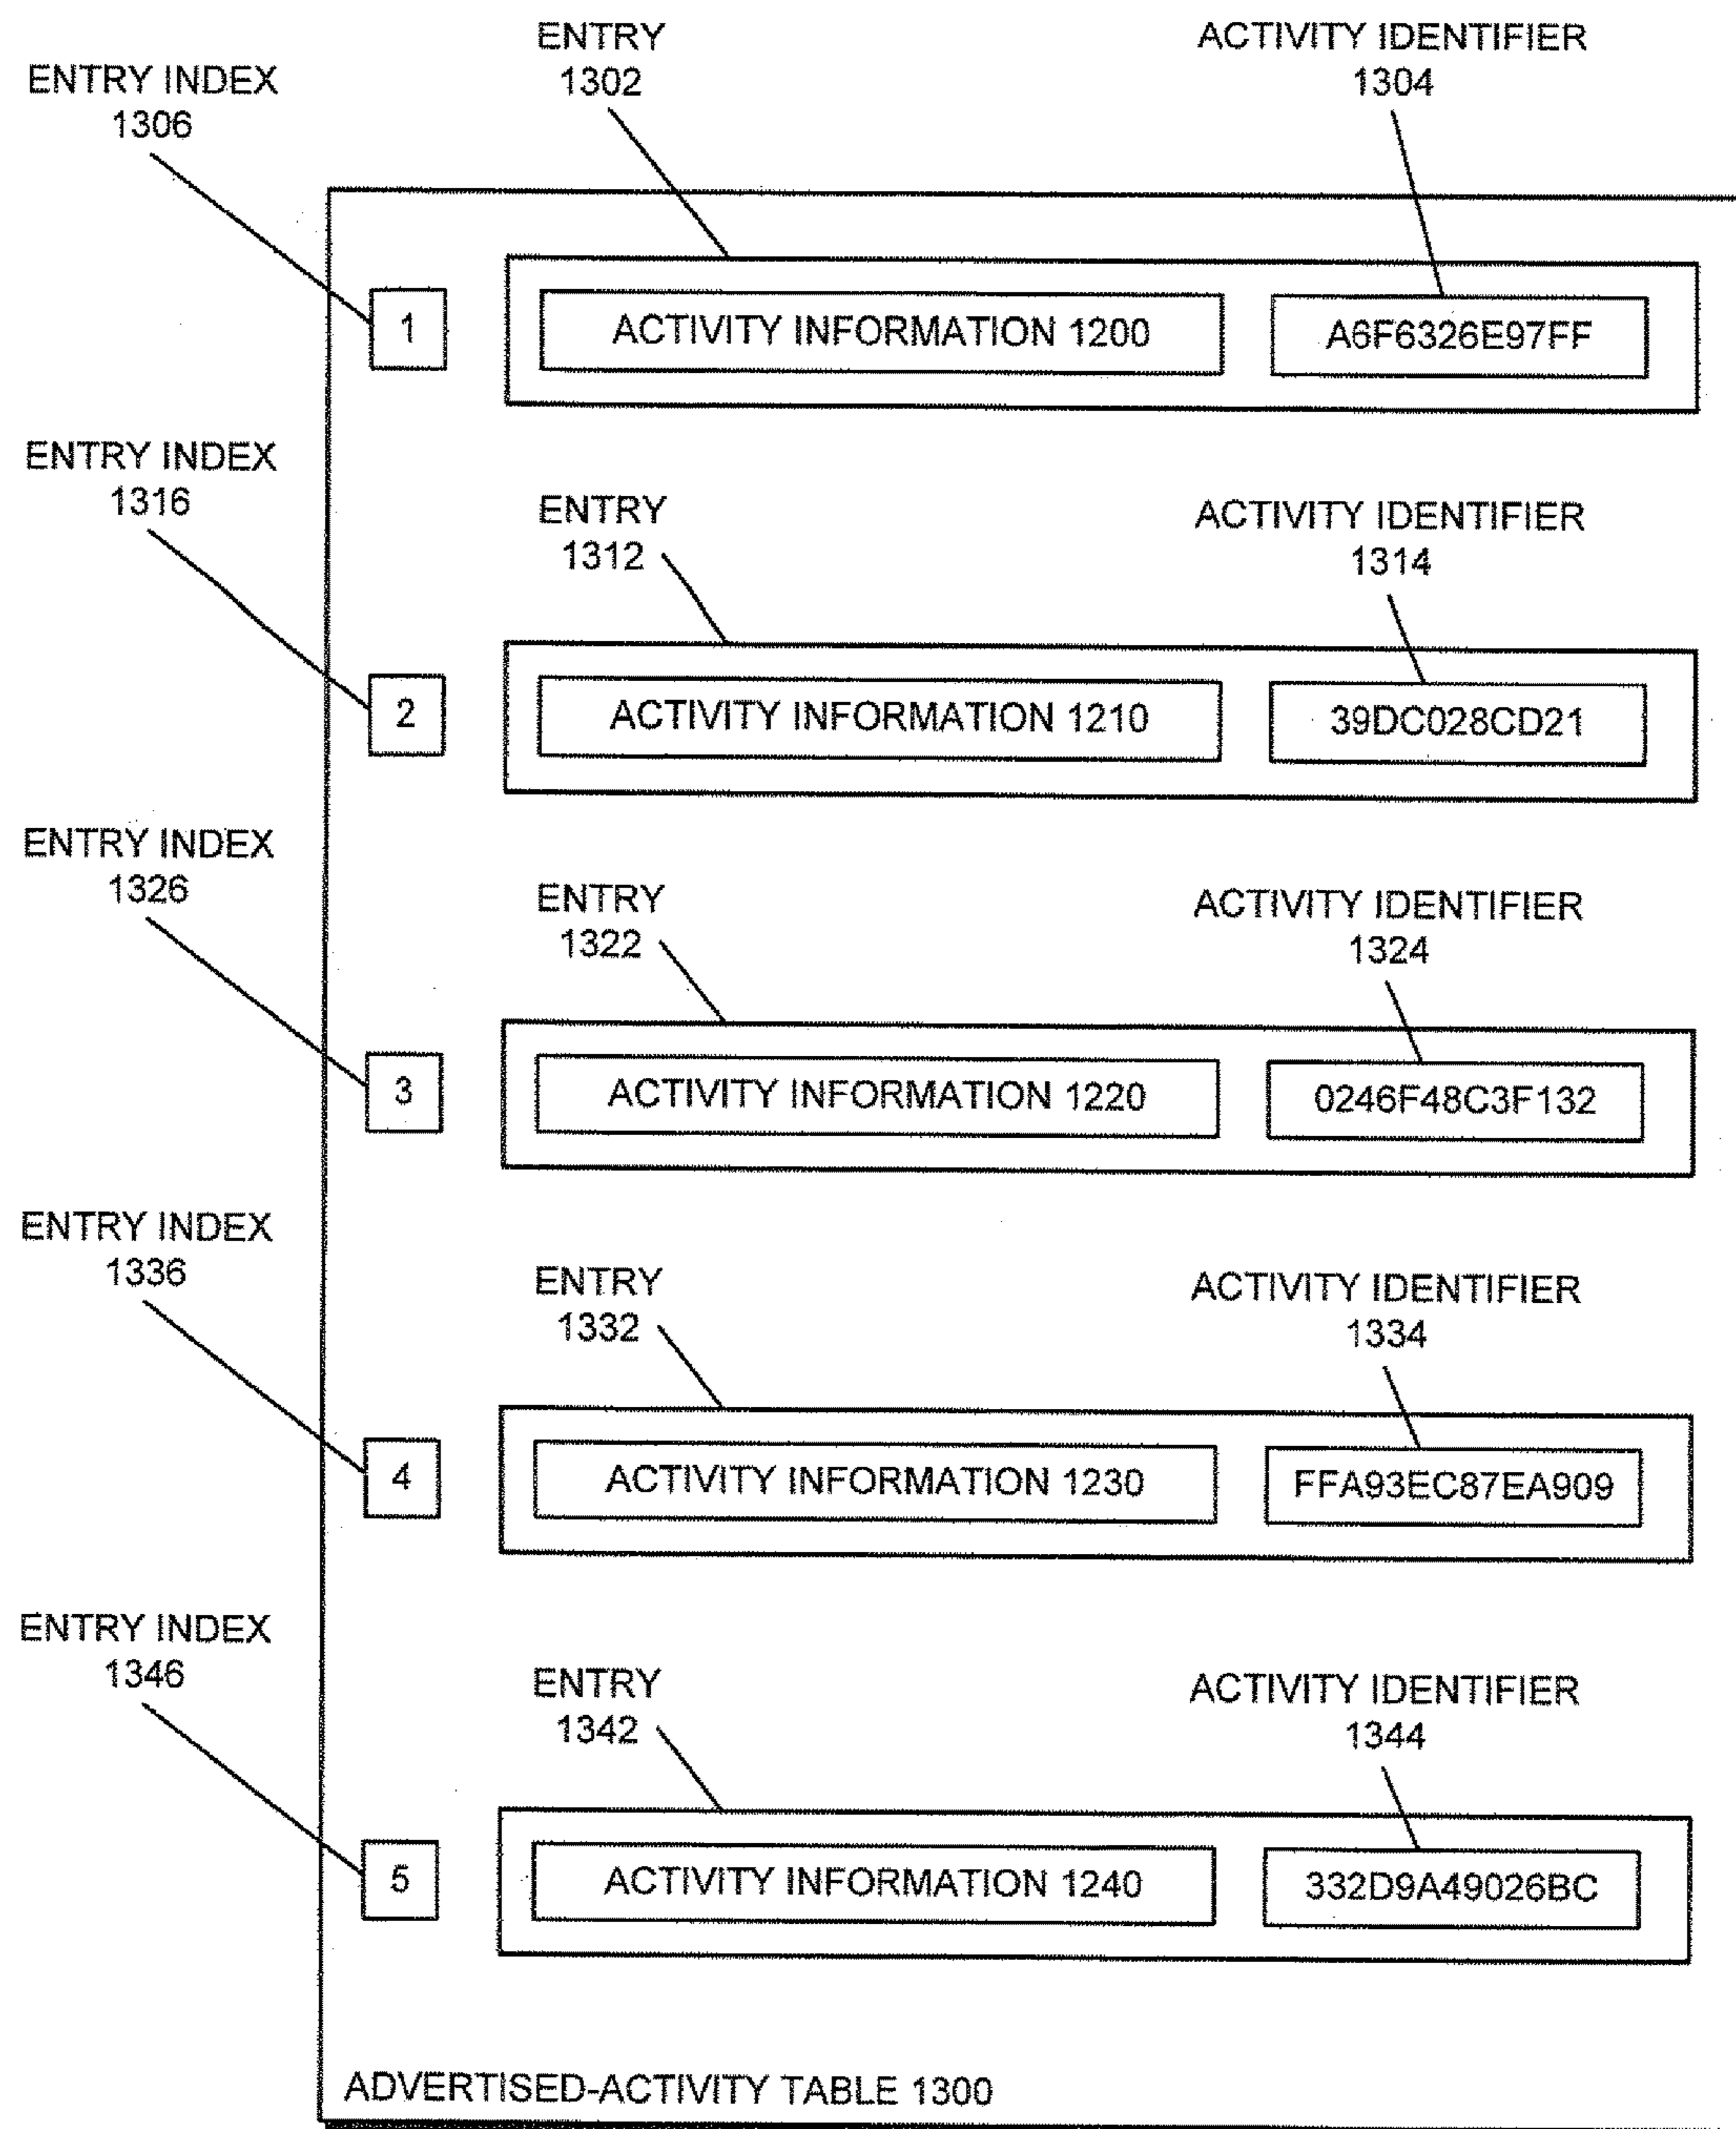 ENTRY
1302
ACTIVITY IDENTIFIER
1304
ENTRY INDEX
1306
1
ACTIVITY INFORMATION 1200
A6F6326E97FF
ENTRY INDEX
1316
ENTRY
1312
ACTIVITY IDENTIFIER
1314
2
ACTIVITY INFORMATION 1210
39DC028CD21
ENTRY INDEX
1326
ENTRY
1322
ACTIVITY IDENTIFIER
1324
3
ACTIVITY INFORMATION 1220
0246F48C3F132
ENTRY INDEX
1336
ENTRY
1332
ACTIVITY IDENTIFIER
1334
4
ACTIVITY INFORMATION 1230
FFA93EC87EA909
ENTRY INDEX
1346
ENTRY
1342
ACTIVITY IDENTIFIER
1344
5
ACTIVITY INFORMATION 1240
332D9A49026BC
ADVERTISED-ACTIVITY TABLE 1300